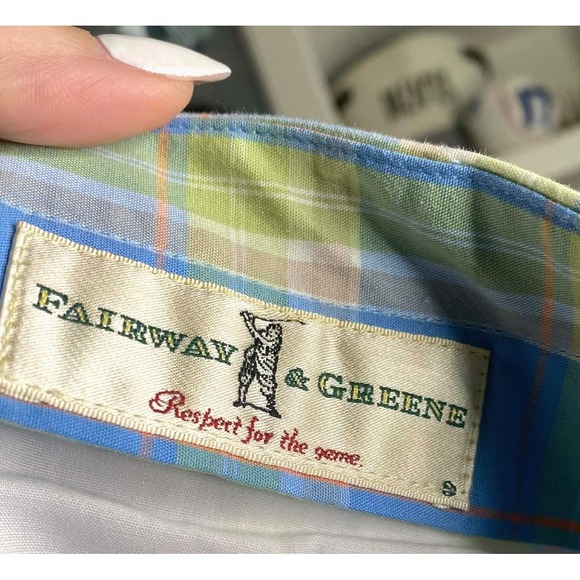 FAIRWAY & GREENE
Respect for the game.